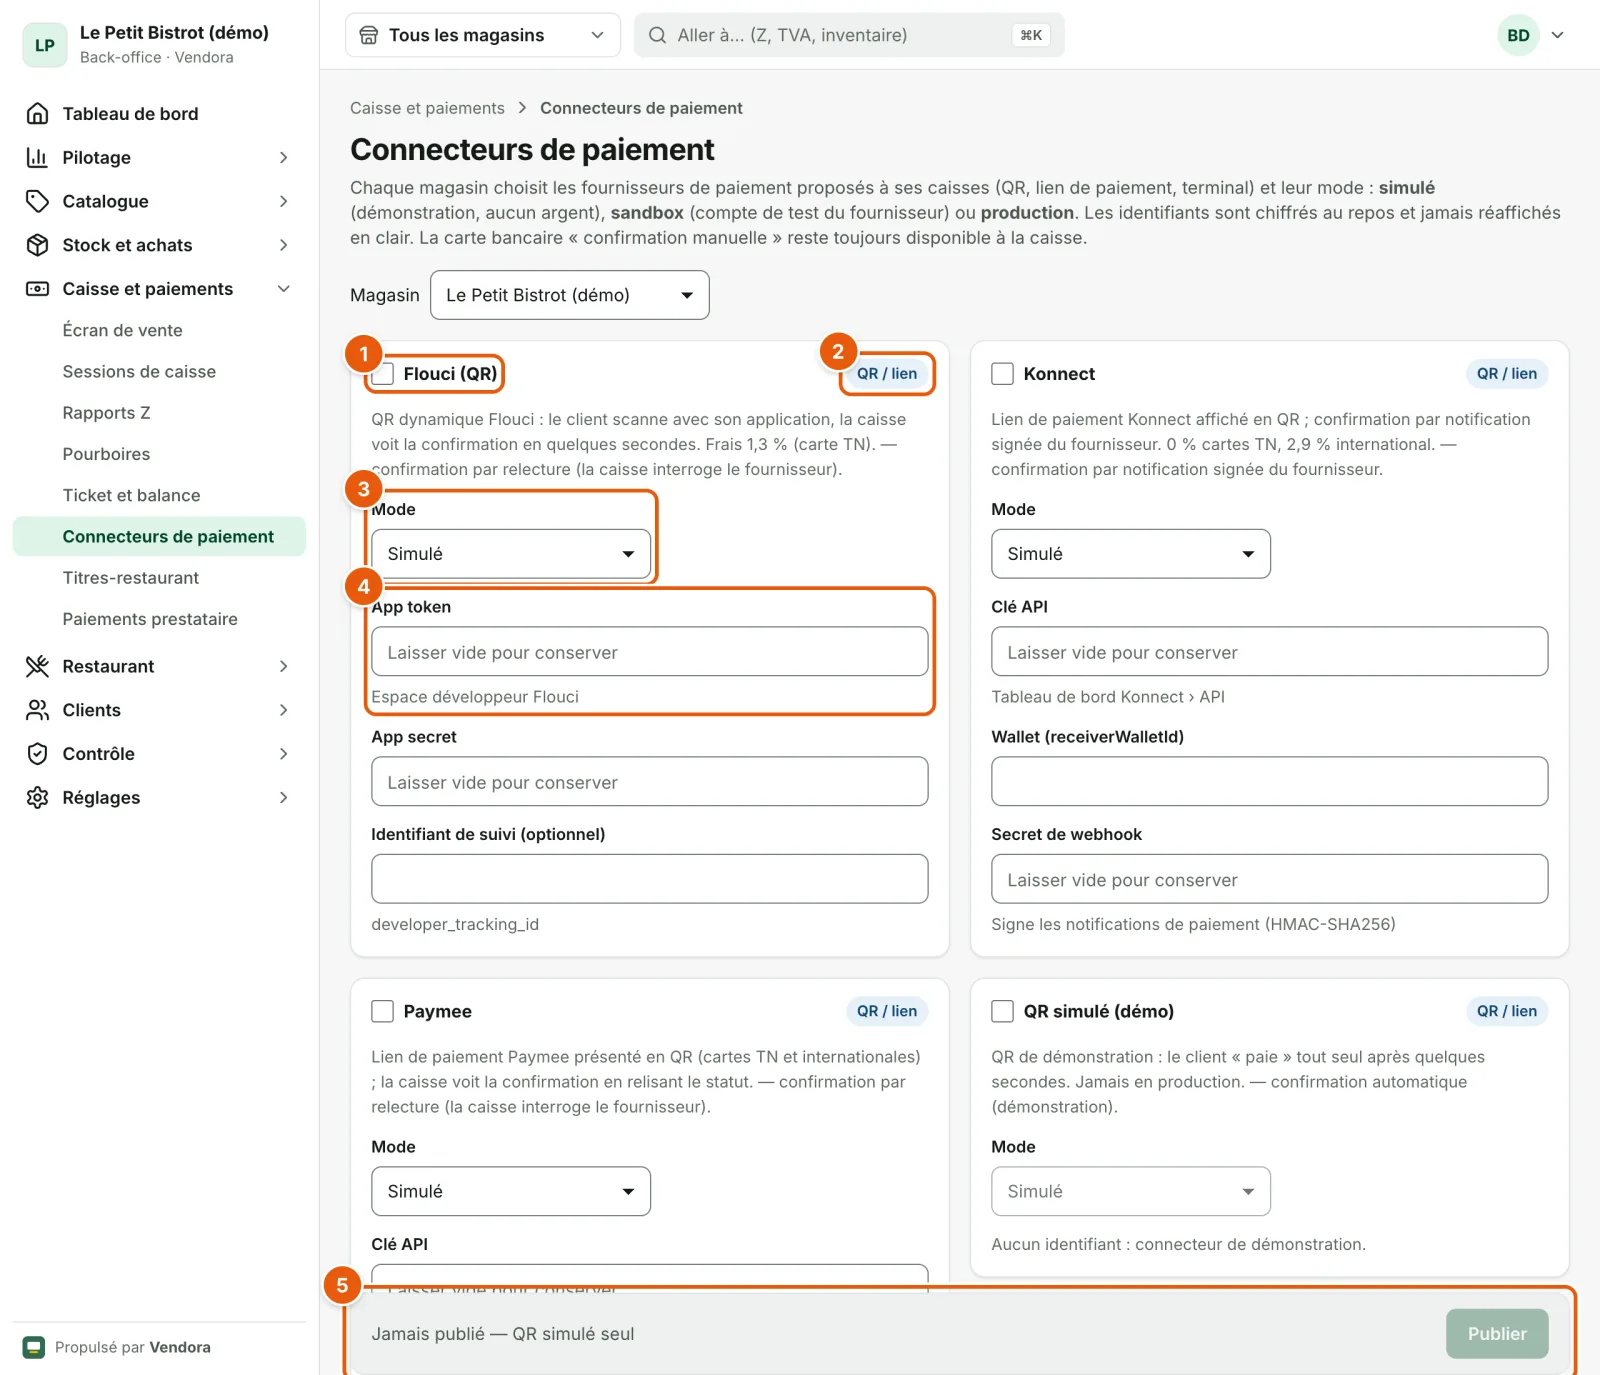 LP
Le Petit Bistrot (démo)
Back-office · Vendora
Tous les magasins
Aller à... (Z, TVA, inventaire)
⌘K
BD
Tableau de bord
Pilotage
Catalogue
Stock et achats
Caisse et paiements
Écran de vente
Sessions de caisse
Rapports Z
Pourboires
Ticket et balance
Connecteurs de paiement
Titres-restaurant
Paiements prestataire
Restaurant
Clients
Contrôle
Réglages
Propulsé par Vendora
Caisse et paiements > Connecteurs de paiement
Connecteurs de paiement
Chaque magasin choisit les fournisseurs de paiement proposés à ses caisses (QR, lien de paiement, terminal) et leur mode : simulé
(démonstration, aucun argent), sandbox (compte de test du fournisseur) ou production. Les identifiants sont chiffrés au repos et jamais réaffichés
en clair. La carte bancaire « confirmation manuelle » reste toujours disponible à la caisse.
Magasin
Le Petit Bistrot (démo)
1
Flouci (QR)
2
QR / lien
QR dynamique Flouci : le client scanne avec son application, la caisse
voit la confirmation en quelques secondes. Frais 1,3 % (carte TN). —
confirmation par relecture (la caisse interroge le fournisseur).
3
Mode
Simulé
4
App token
Laisser vide pour conserver
Espace développeur Flouci
App secret
Laisser vide pour conserver
Identifiant de suivi (optionnel)
developer_tracking_id
Konnect
QR / lien
Lien de paiement Konnect affiché en QR ; confirmation par notification
signée du fournisseur. 0 % cartes TN, 2,9 % international. —
confirmation par notification signée du fournisseur.
Mode
Simulé
Clé API
Laisser vide pour conserver
Tableau de bord Konnect › API
Wallet (receiverWalletId)
Secret de webhook
Laisser vide pour conserver
Signe les notifications de paiement (HMAC-SHA256)
Paymee
QR / lien
Lien de paiement Paymee présenté en QR (cartes TN et internationales)
; la caisse voit la confirmation en relisant le statut. — confirmation par
relecture (la caisse interroge le fournisseur).
Mode
Simulé
Clé API
Laisser vide pour conserver
QR simulé (démo)
QR / lien
QR de démonstration : le client « paie » tout seul après quelques
secondes. Jamais en production. — confirmation automatique
(démonstration).
Mode
Simulé
Aucun identifiant : connecteur de démonstration.
5
Jamais publié — QR simulé seul
Publier